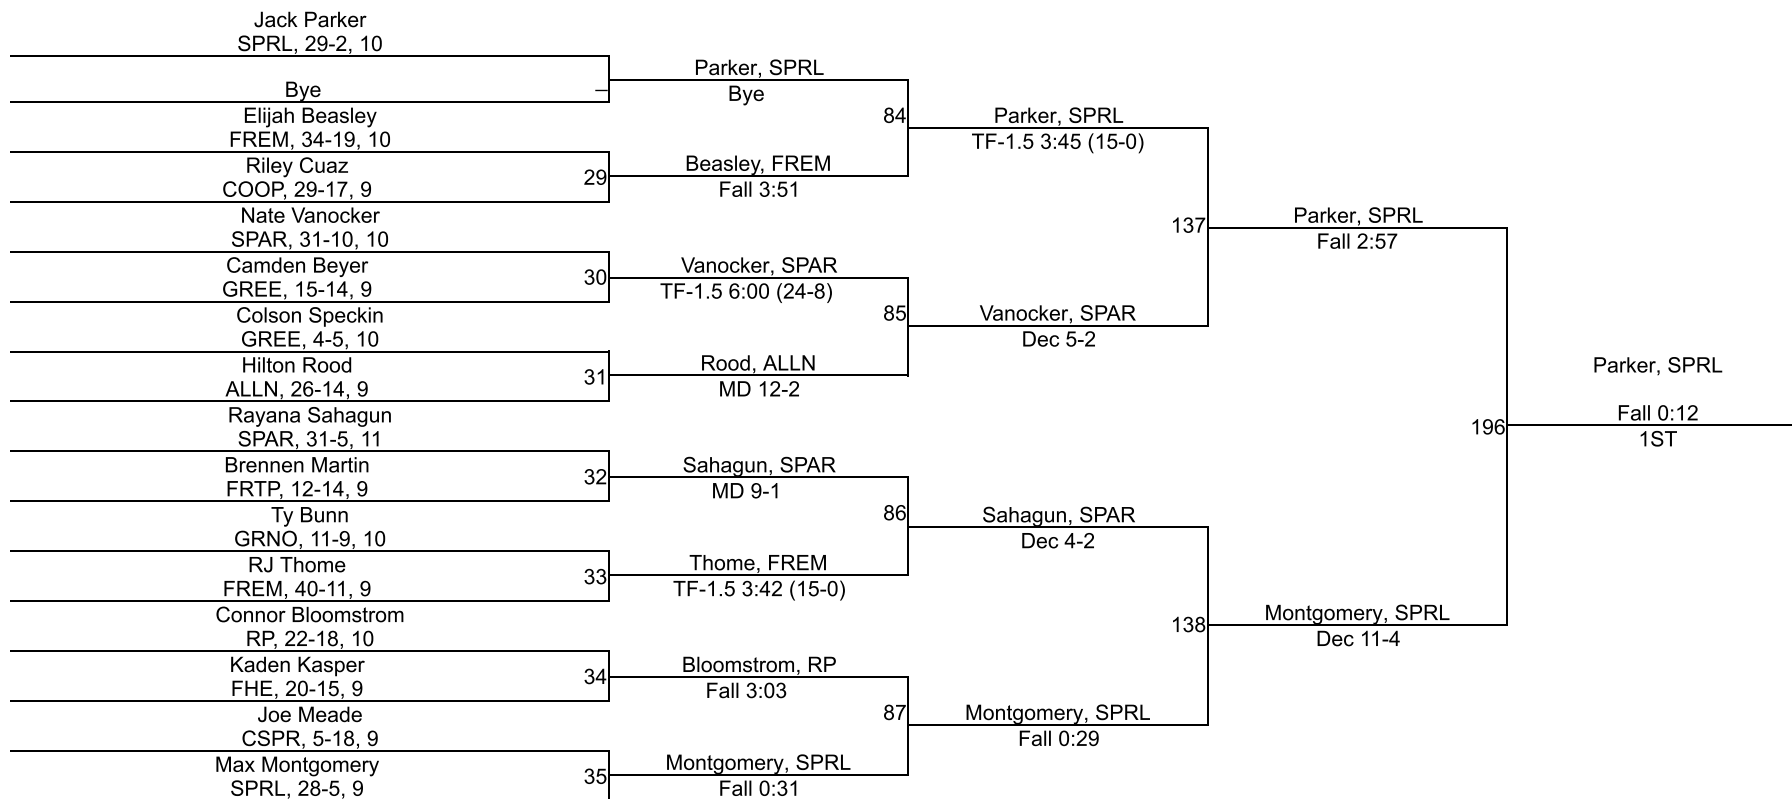 Jack Parker
SPRL, 29-2, 10
Bye
–
Elijah Beasley
FREM, 34-19, 10
Riley Cuaz
COOP, 29-17, 9
29
Nate Vanocker
SPAR, 31-10, 10
Camden Beyer
GREE, 15-14, 9
30
Colson Speckin
GREE, 4-5, 10
Hilton Rood
ALLN, 26-14, 9
31
Rayana Sahagun
SPAR, 31-5, 11
Brennen Martin
FRTP, 12-14, 9
32
Ty Bunn
GRNO, 11-9, 10
RJ Thome
FREM, 40-11, 9
33
Connor Bloomstrom
RP, 22-18, 10
Kaden Kasper
FHE, 20-15, 9
34
Joe Meade
CSPR, 5-18, 9
Max Montgomery
SPRL, 28-5, 9
35
Parker, SPRL
Bye
84
Beasley, FREM
Fall 3:51
Vanocker, SPAR
TF-1.5 6:00 (24-8)
85
Rood, ALLN
MD 12-2
Sahagun, SPAR
MD 9-1
86
Thome, FREM
TF-1.5 3:42 (15-0)
Bloomstrom, RP
Fall 3:03
87
Montgomery, SPRL
Fall 0:31
Parker, SPRL
TF-1.5 3:45 (15-0)
137
Vanocker, SPAR
Dec 5-2
Sahagun, SPAR
Dec 4-2
138
Montgomery, SPRL
Fall 0:29
Parker, SPRL
Fall 2:57
196
Montgomery, SPRL
Dec 11-4
Parker, SPRL
Fall 0:12
1ST